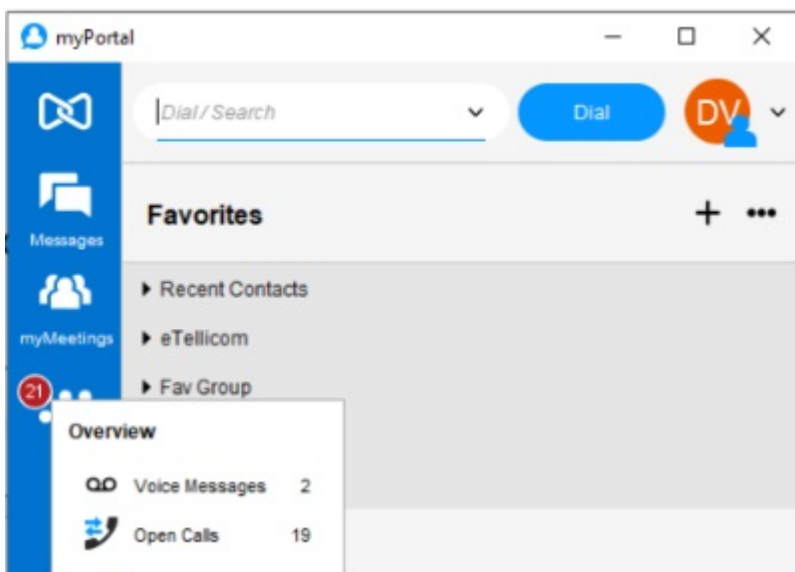 myPortal
Dial/Search
Dial
DV
Favorites
Messages
Recent Contacts
myMeetings
eTellicom
Fav Group
21
Overview
Voice Messages 2
Open Calls 19